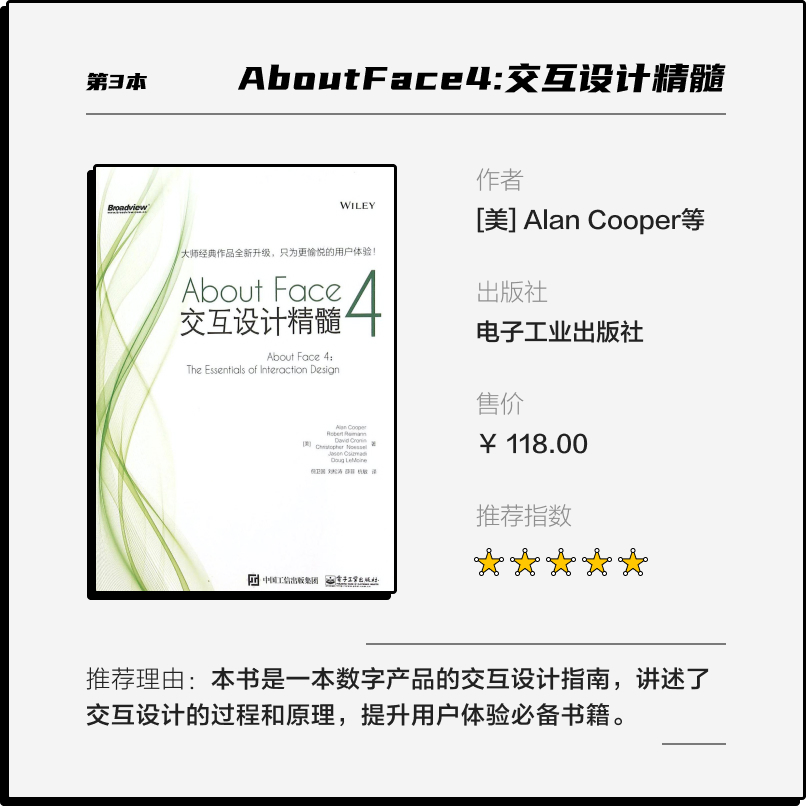 第3本
AboutFace4:交互设计精髓
Broadview
WILEY
大师经典作品全新升级，只为更愉悦的用户体验！
About Face 4
交互设计精髓
About Face 4:
The Essentials of Interaction Design
Alan Cooper
Robert Reimann
David Cronin
[美] Christopher Noessel 著
Jason Csizmadi
Doug LeMoine
倪卫国 刘松涛 薛菲 杭敏 译
中国工信出版集团
电子工业出版社
作者
[美] Alan Cooper等
出版社
电子工业出版社
售价
¥ 118.00
推荐指数
推荐理由：本书是一本数字产品的交互设计指南，讲述了
交互设计的过程和原理，提升用户体验必备书籍。